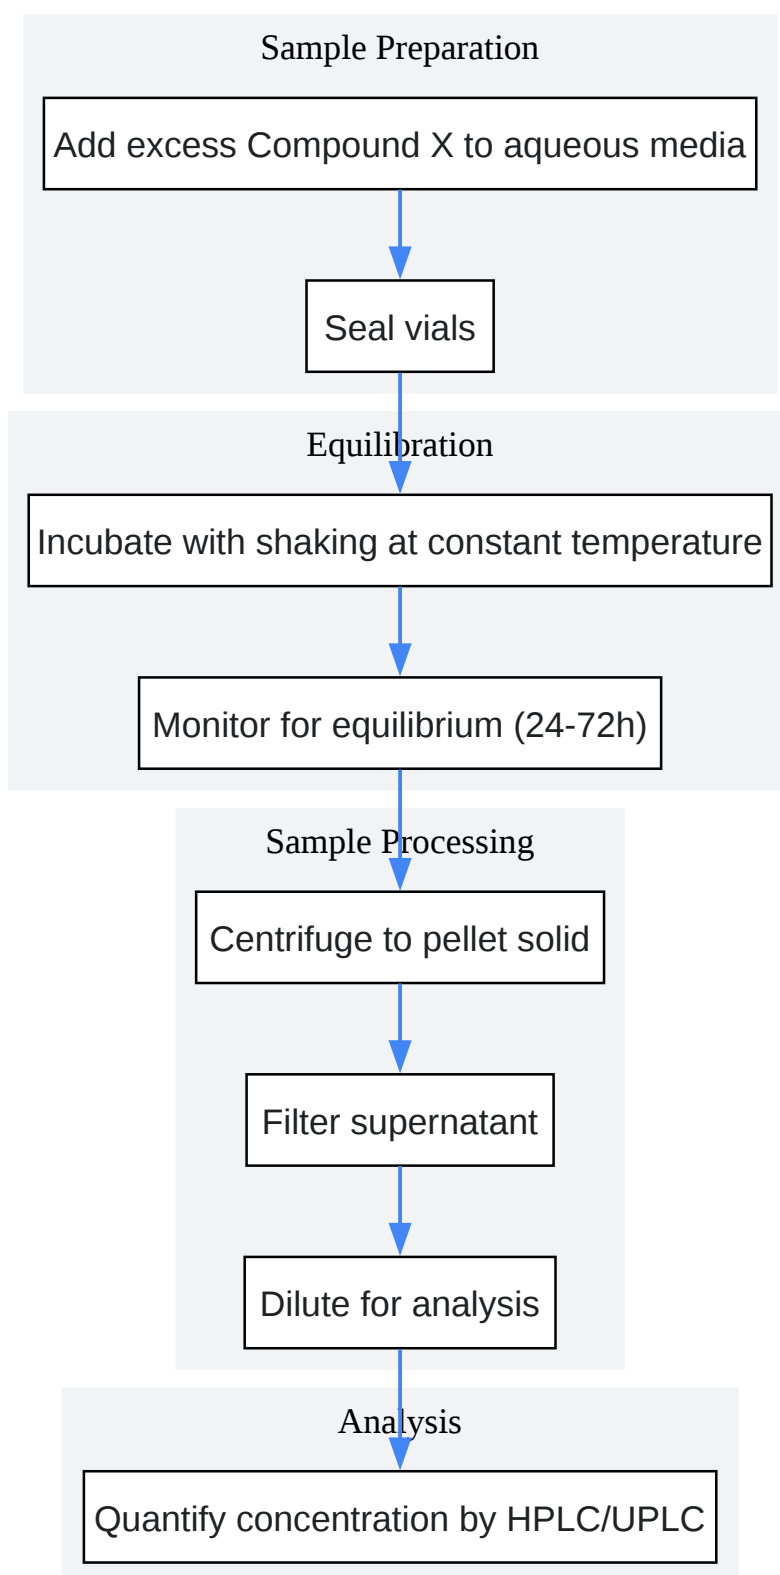 Sample Preparation
Add excess Compound X to aqueous media
Seal vials
Equilibration
Incubate with shaking at constant temperature
Monitor for equilibrium (24-72h)
Sample Processing
Centrifuge to pellet solid
Filter supernatant
Dilute for analysis
Analysis
Quantify concentration by HPLC/UPLC